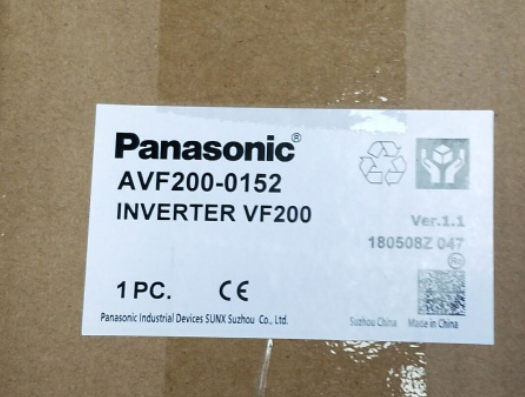 Panasonic®
AVF200-0152
INVERTER VF200
Ver.1.1
180508Z 047
1 PC. CE
Panasonic Industrial Devices SUNX Suzhou Co., Ltd.
Suzhou China Made in China